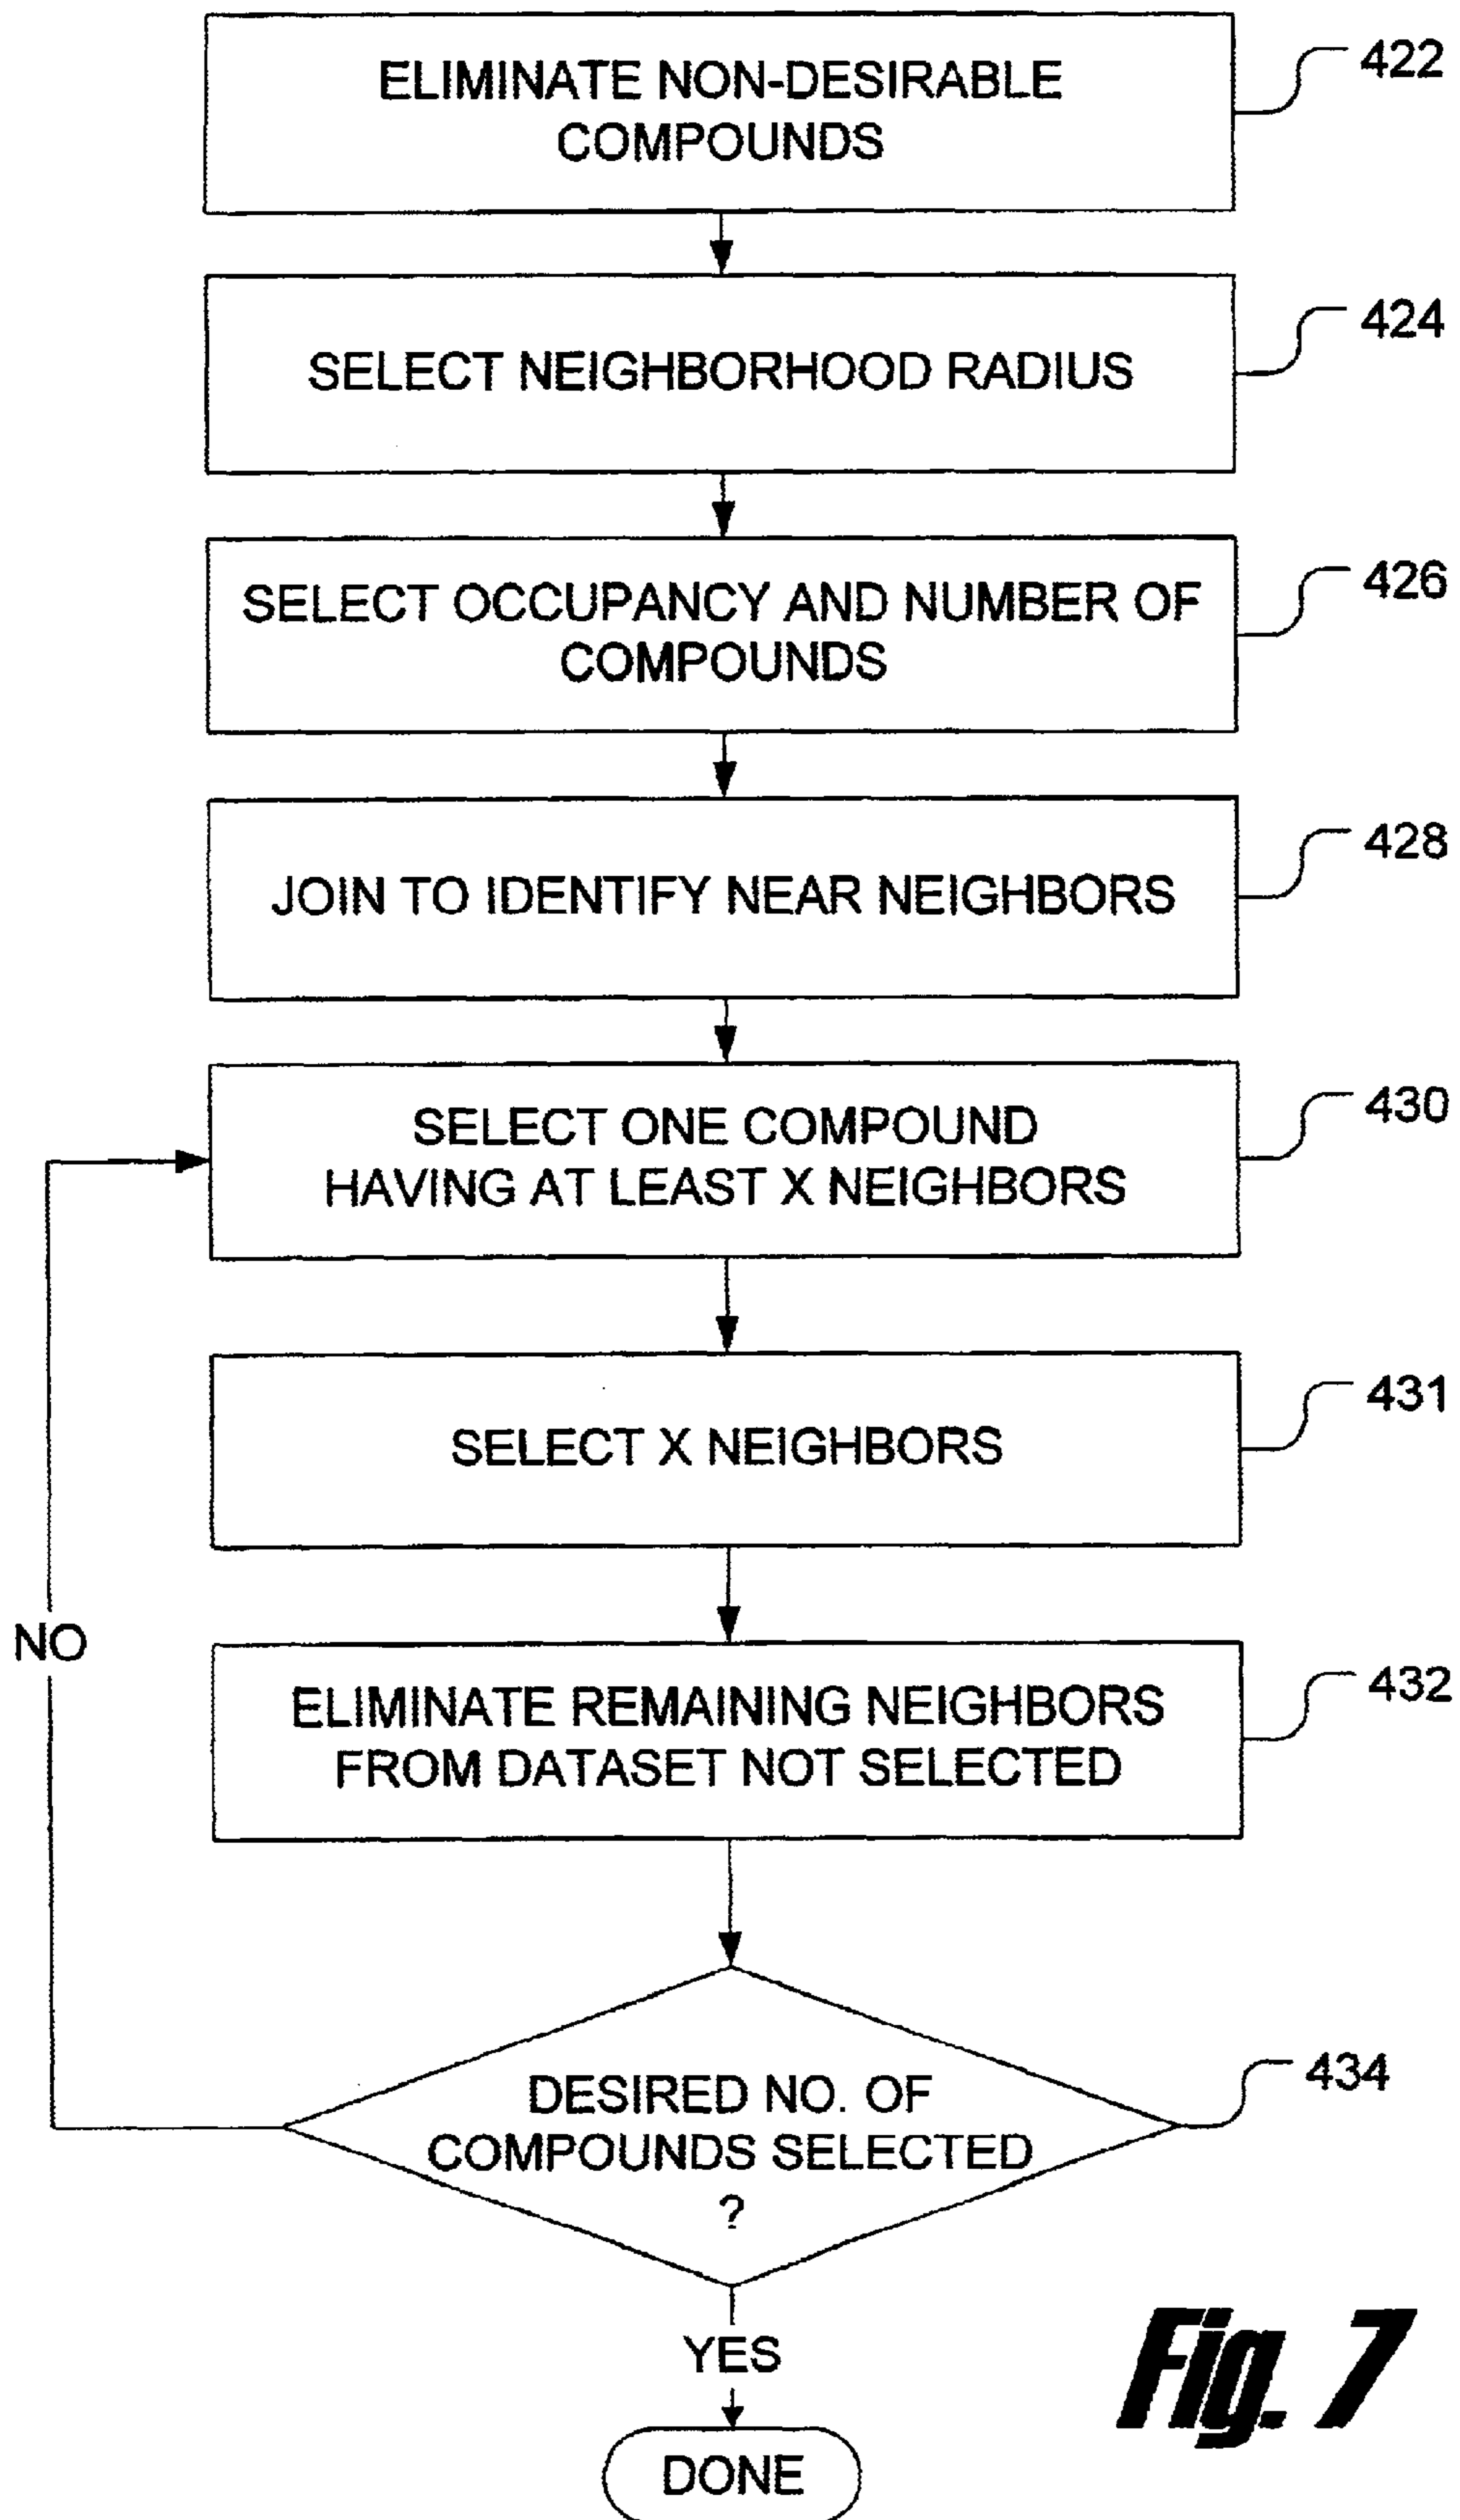 ELIMINATE NON-DESIRABLE
COMPOUNDS
422
SELECT NEIGHBORHOOD RADIUS
424
SELECT OCCUPANCY AND NUMBER OF
COMPOUNDS
426
JOIN TO IDENTIFY NEAR NEIGHBORS
428
SELECT ONE COMPOUND
HAVING AT LEAST X NEIGHBORS
430
SELECT X NEIGHBORS
431
NO
ELIMINATE REMAINING NEIGHBORS
FROM DATASET NOT SELECTED
432
DESIRED NO. OF
COMPOUNDS SELECTED
?
434
YES
DONE
Fig. 7